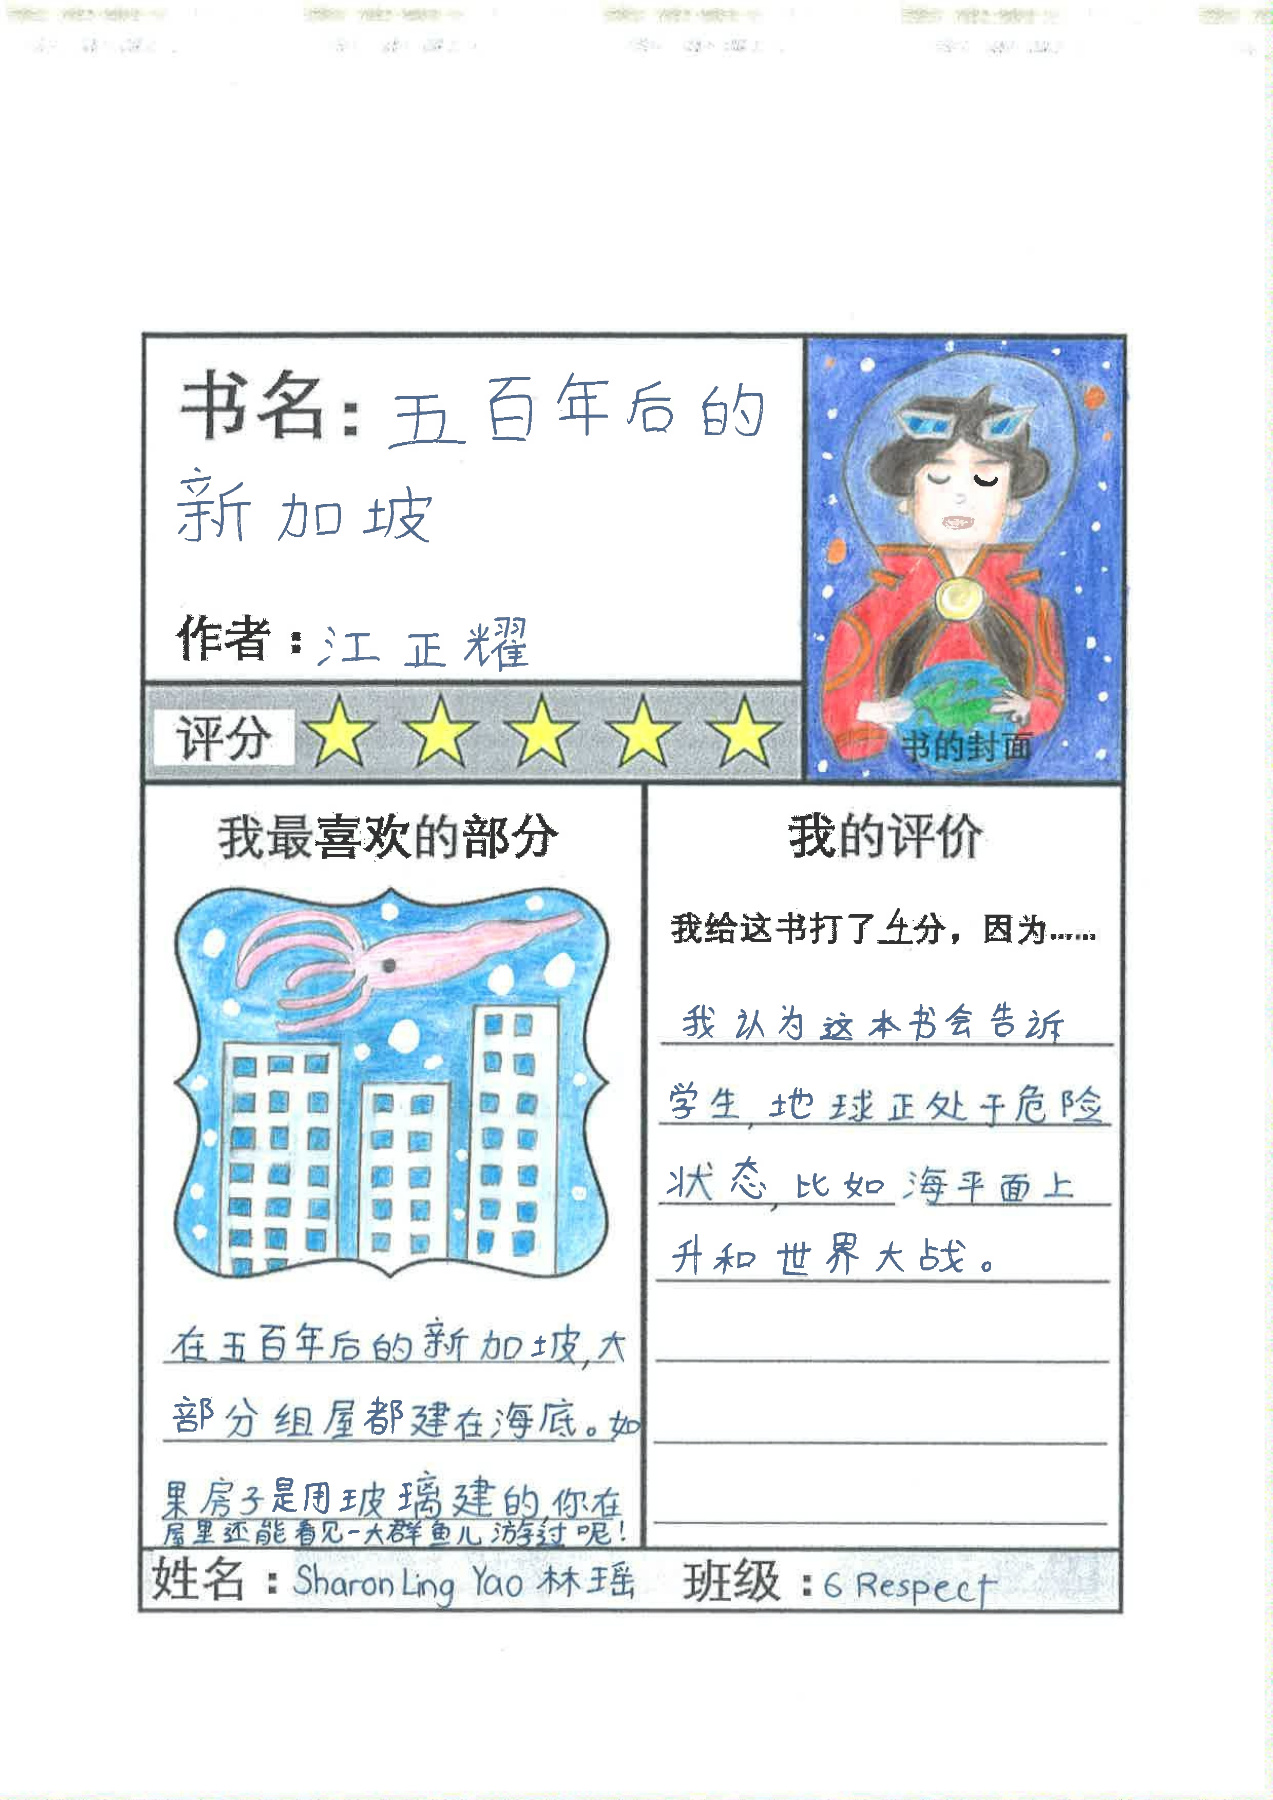 书名：五百年后的
新加坡
作者：江正耀
评分
书的封面
我最喜欢的部分
在五百年后的新加坡,大
部分组屋都建在海底。如
果房子是用玻璃建的,你在
屋里还能看见一大群鱼儿游过呢！
我的评价
我给这书打了4分，因为……
我认为这本书会告诉
学生,地球正处于危险
状态,比如海平面上
升和世界大战。
姓名：Sharon Ling Yao 林瑶
班级：6 Respect